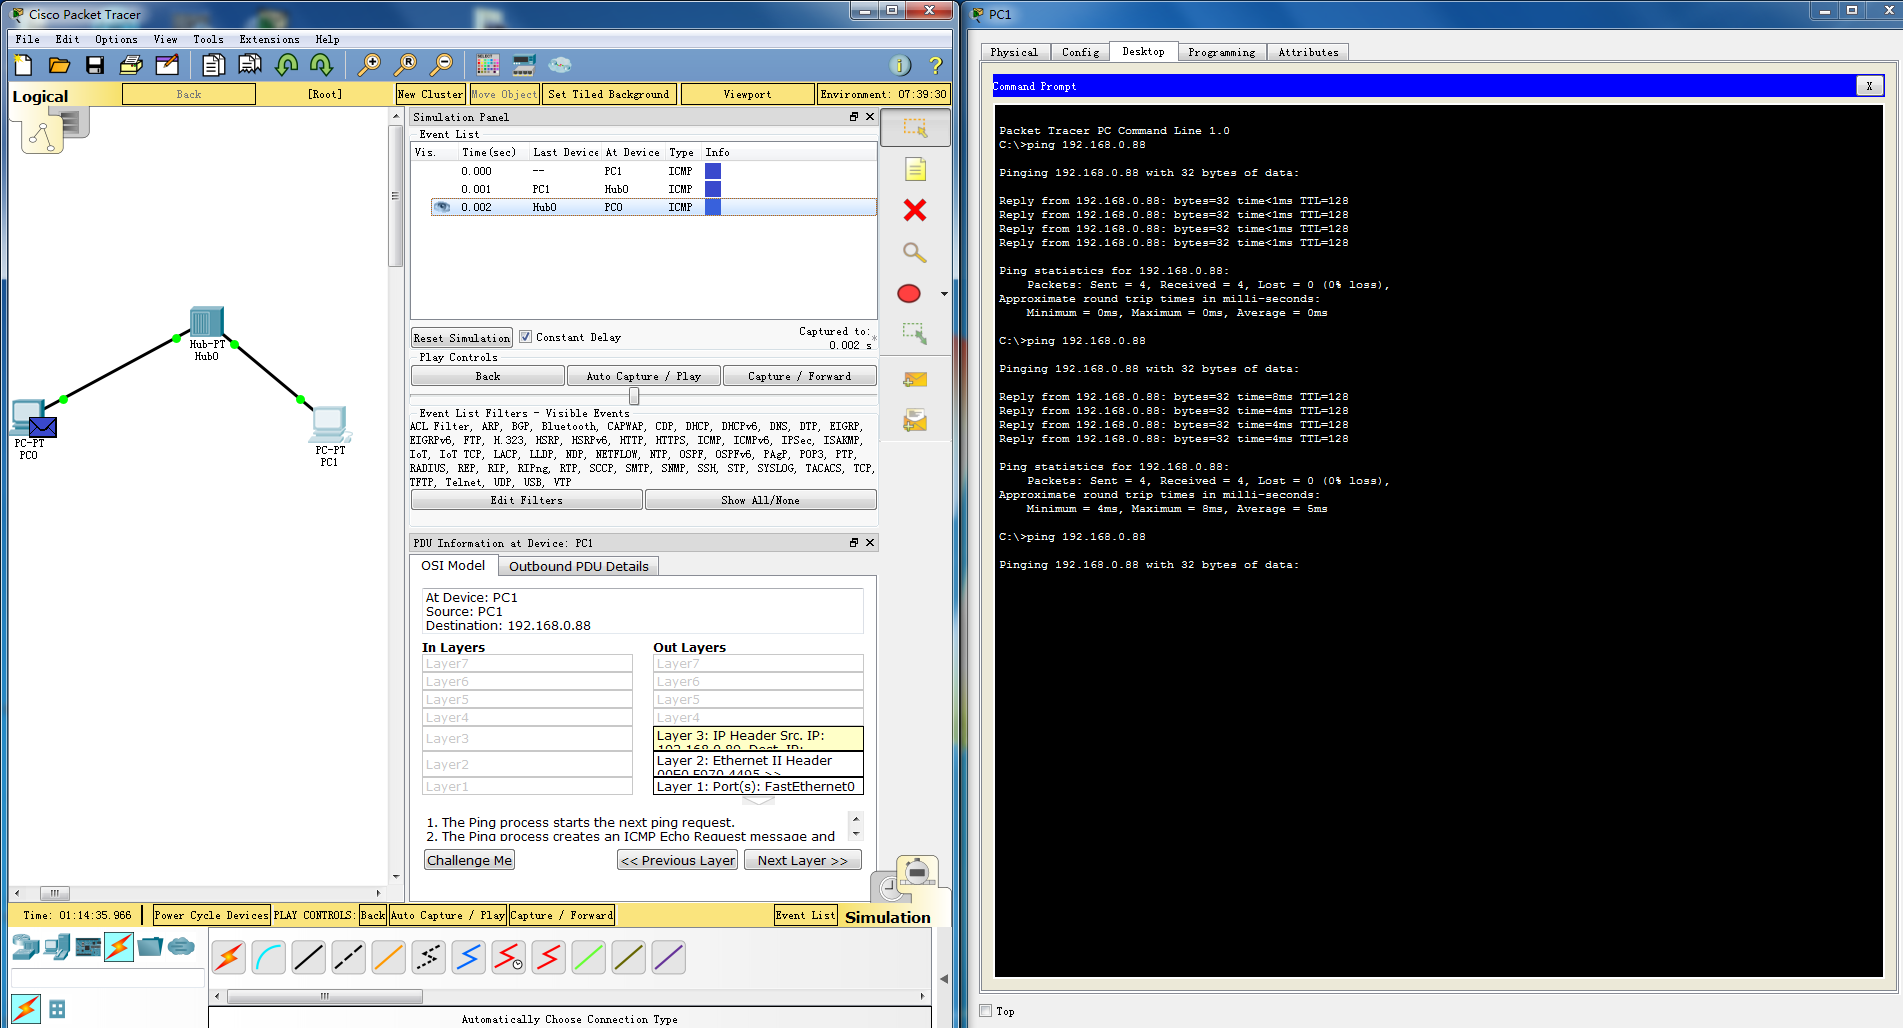 Cisco Packet Tracer
File Edit Options View Tools Extensions Help
Logical
Back [Root] New Cluster Move Object Set Tiled Background Viewport Environment: 07:39:30
Hub-PT
Hub0
PC-PT
PC0
PC-PT
PC1
Simulation Panel
Event List
Vis. Time(sec) Last Device At Device Type Info
0.000 -- PC1 ICMP
0.001 PC1 Hub0 ICMP
0.002 Hub0 PC0 ICMP
Reset Simulation Constant Delay Captured to:
0.002 s
Play Controls
Back Auto Capture / Play Capture / Forward
Event List Filters - Visible Events
ACL Filter, ARP, BGP, Bluetooth, CAPWAP, CDP, DHCP, DHCPv6, DNS, DTP, EIGRP,
EIGRPv6, FTP, H.323, HSRP, HSRPv6, HTTP, HTTPS, ICMP, ICMPv6, IPSec, ISAKMP,
IoT, IoT TCP, LACP, LLDP, NDP, NETFLOW, NTP, OSPF, OSPFv6, PAgP, POP3, PTP,
RADIUS, REP, RIP, RIPng, RTP, SCCP, SMTP, SNMP, SSH, STP, SYSLOG, TACACS, TCP,
TFTP, Telnet, UDP, USB, VTP
Edit Filters Show All/None
PDU Information at Device: PC1
OSI Model Outbound PDU Details
At Device: PC1
Source: PC1
Destination: 192.168.0.88
In Layers Out Layers
Layer7 Layer7
Layer6 Layer6
Layer5 Layer5
Layer4 Layer4
Layer3 Layer 3: IP Header Src. IP:
192.168.0.89, Dest. IP:
Layer2 Layer 2: Ethernet II Header
00E0.F970.4495 >>
Layer1 Layer 1: Port(s): FastEthernet0
1. The Ping process starts the next ping request.
2. The Ping process creates an ICMP Echo Request message and
Challenge Me << Previous Layer Next Layer >>
Time: 01:14:35.966 Power Cycle Devices PLAY CONTROLS: Back Auto Capture / Play Capture / Forward Event List Simulation
Automatically Choose Connection Type
PC1
Physical Config Desktop Programming Attributes
Command Prompt X
Packet Tracer PC Command Line 1.0
C:\>ping 192.168.0.88
Pinging 192.168.0.88 with 32 bytes of data:
Reply from 192.168.0.88: bytes=32 time<1ms TTL=128
Reply from 192.168.0.88: bytes=32 time<1ms TTL=128
Reply from 192.168.0.88: bytes=32 time<1ms TTL=128
Reply from 192.168.0.88: bytes=32 time<1ms TTL=128
Ping statistics for 192.168.0.88:
Packets: Sent = 4, Received = 4, Lost = 0 (0% loss),
Approximate round trip times in milli-seconds:
Minimum = 0ms, Maximum = 0ms, Average = 0ms
C:\>ping 192.168.0.88
Pinging 192.168.0.88 with 32 bytes of data:
Reply from 192.168.0.88: bytes=32 time=8ms TTL=128
Reply from 192.168.0.88: bytes=32 time=4ms TTL=128
Reply from 192.168.0.88: bytes=32 time=4ms TTL=128
Reply from 192.168.0.88: bytes=32 time=4ms TTL=128
Ping statistics for 192.168.0.88:
Packets: Sent = 4, Received = 4, Lost = 0 (0% loss),
Approximate round trip times in milli-seconds:
Minimum = 4ms, Maximum = 8ms, Average = 5ms
C:\>ping 192.168.0.88
Pinging 192.168.0.88 with 32 bytes of data:
Top